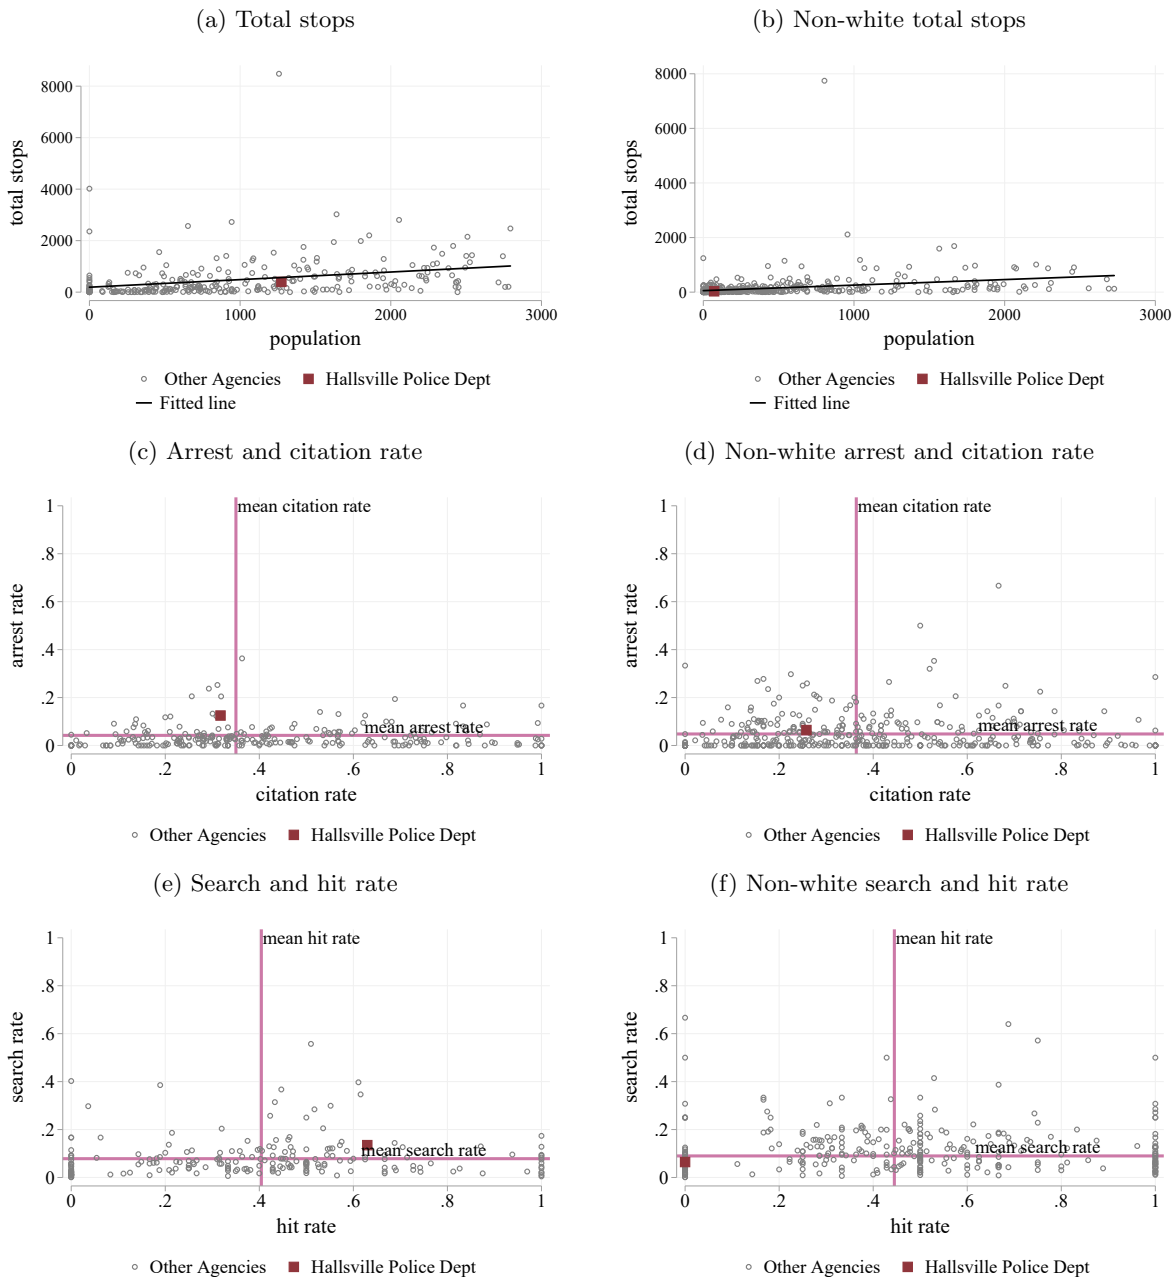 (a) Total stops
(b) Non-white total stops
total stops
8000
6000
4000
2000
0
0 1000 2000 3000
population
Other Agencies Hallsville Police Dept
Fitted line
total stops
8000
6000
4000
2000
0
0 1000 2000 3000
population
Other Agencies Hallsville Police Dept
Fitted line
(c) Arrest and citation rate
(d) Non-white arrest and citation rate
arrest rate
1
.8
.6
.4
.2
0
mean citation rate
mean arrest rate
0 .2 .4 .6 .8 1
citation rate
Other Agencies Hallsville Police Dept
arrest rate
1
.8
.6
.4
.2
0
mean citation rate
mean arrest rate
0 .2 .4 .6 .8 1
citation rate
Other Agencies Hallsville Police Dept
(e) Search and hit rate
(f) Non-white search and hit rate
search rate
1
.8
.6
.4
.2
0
mean hit rate
mean search rate
0 .2 .4 .6 .8 1
hit rate
Other Agencies Hallsville Police Dept
search rate
1
.8
.6
.4
.2
0
mean hit rate
mean search rate
0 .2 .4 .6 .8 1
hit rate
Other Agencies Hallsville Police Dept